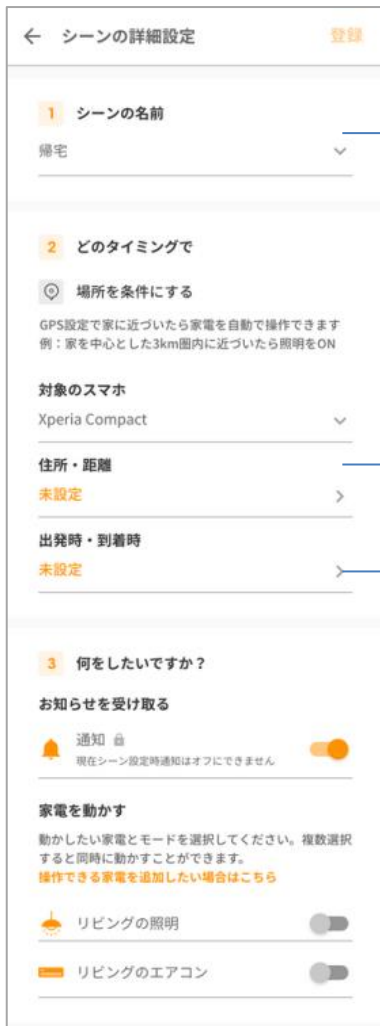 ← シーンの詳細設定 登録
1 シーンの名前
帰宅
2 どのタイミングで
場所を条件にする
GPS設定で家に近づいたら家電を自動で操作できます
例：家を中心とした3km圏内に近づいたら照明をON
対象のスマホ
Xperia Compact
住所・距離
未設定
出発時・到着時
未設定
3 何をしたいですか？
お知らせを受け取る
通知
現在シーン設定時通知はオフにできません
家電を動かす
動かしたい家電とモードを選択してください。複数選択
すると同時に動かすことができます。
操作できる家電を追加したい場合はこちら
リビングの照明
リビングのエアコン